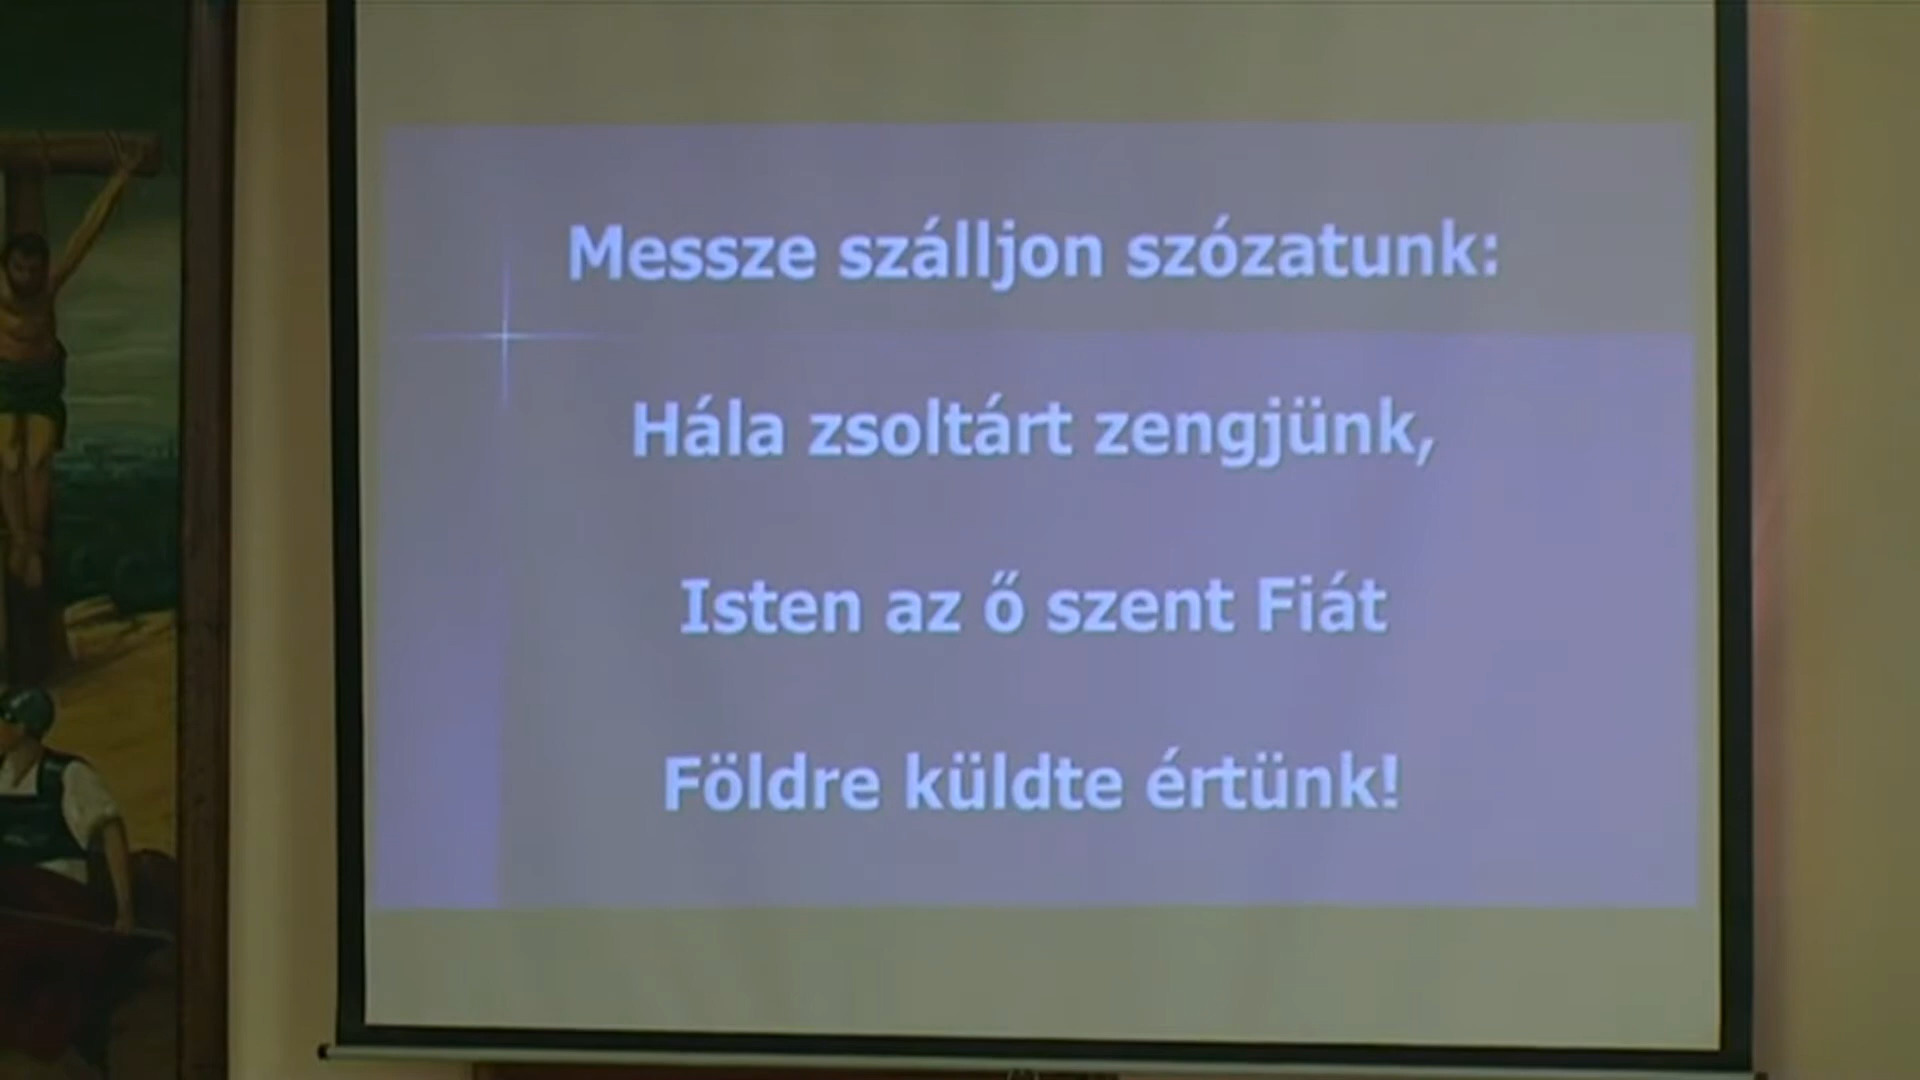 Messze szálljon szózatunk:
Hála zsoltárt zengjünk,
Isten az ő szent Fiát
Földre küldte értünk!